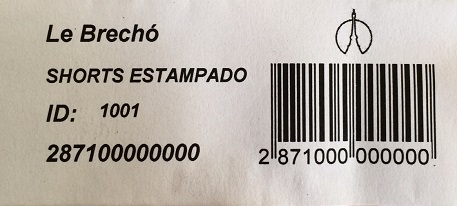 Le Brechó
SHORTS ESTAMPADO
ID: 1001
287100000000
2 871000 000000